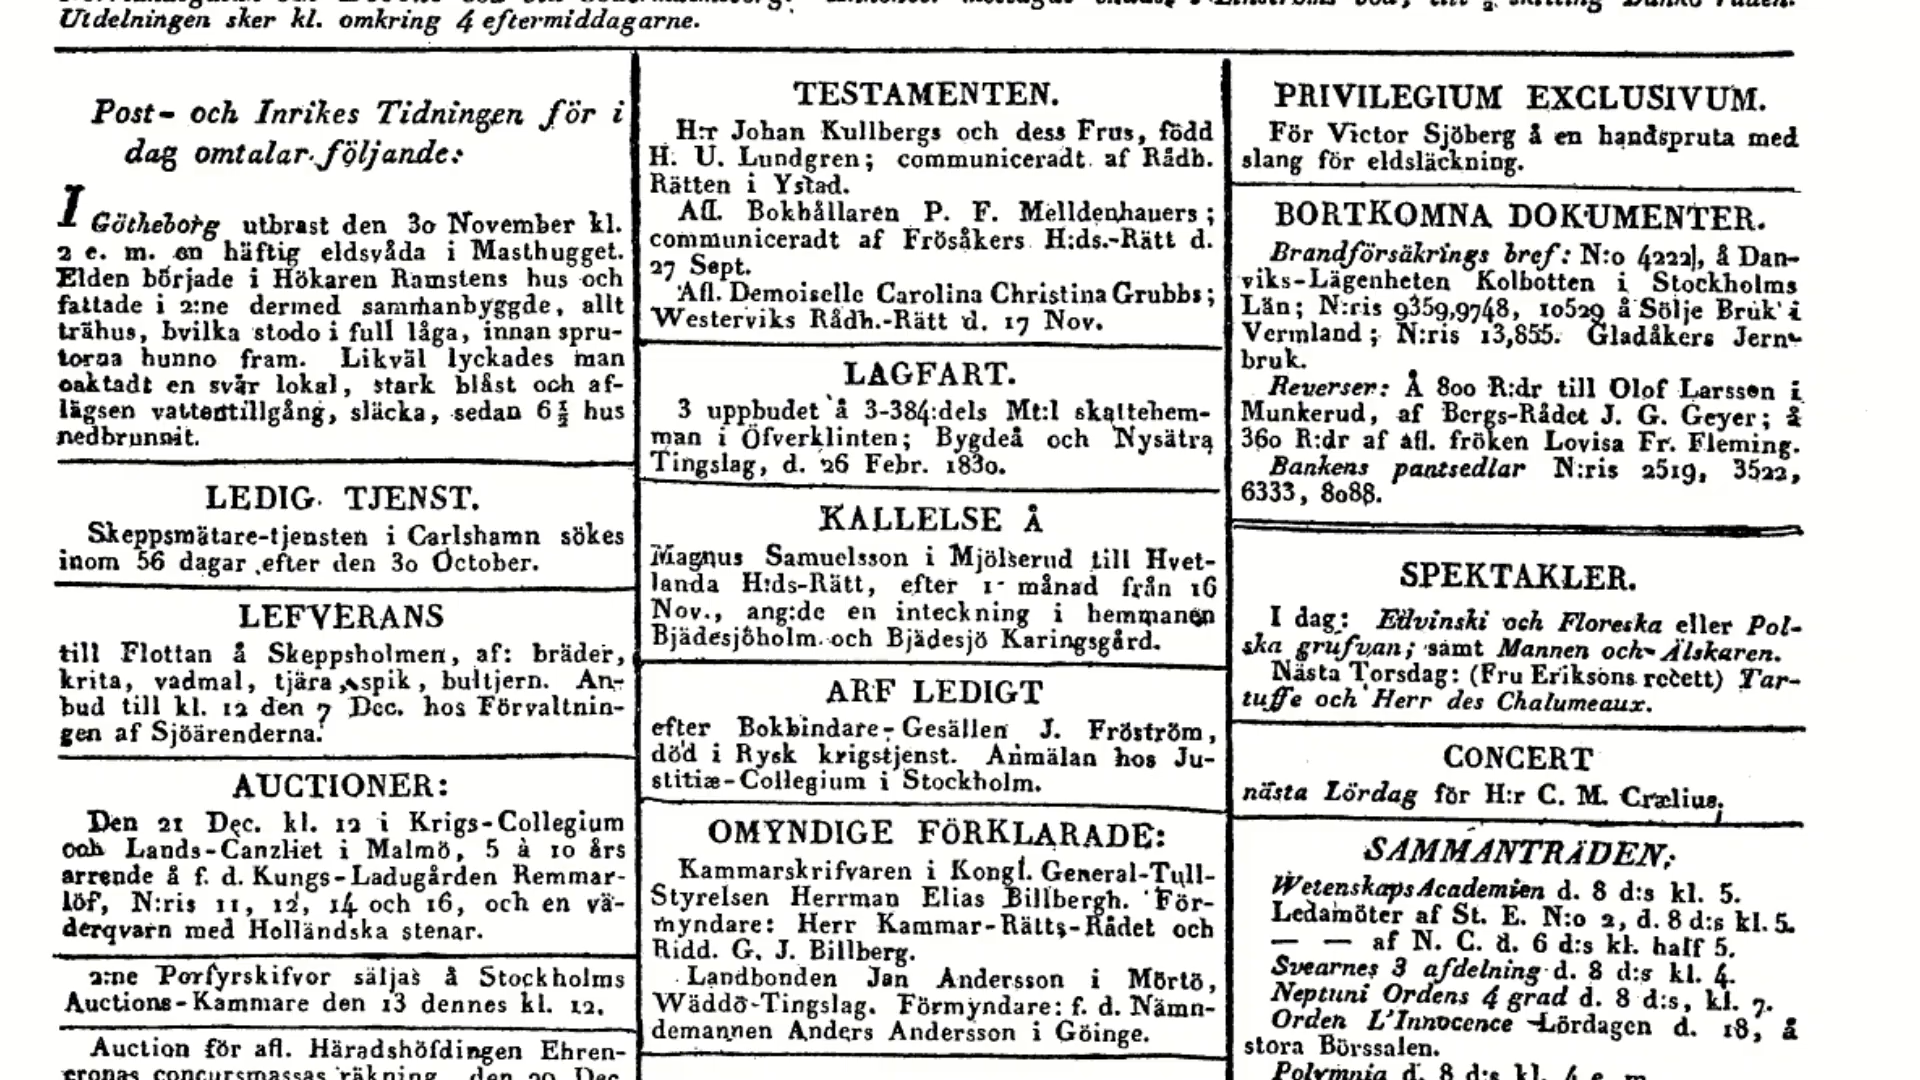 Utdelningen sker kl. omkring 4 eftermiddagarne.
Post- och Inrikes Tidningen för i
dag omtalar följande:
I Götheborg utbrast den 30 November kl.
2 e. m. en häftig eldsvåda i Masthugget.
Elden började i Hökaren Ramstens hus och
fattade i 2:ne dermed sammanbyggde, allt
trähus, hvilka stodo i full låga, innan spru-
torna hunno fram. Likväl lyckades man
oaktadt en svår lokal, stark blåst och af-
lägsen vattentillgång, släcka, sedan 6½ hus
nedbrunnit.
LEDIG TJENST.
Skeppsmätare-tjensten i Carlshamn sökes
inom 56 dagar efter den 30 October.
LEFVERANS
till Flottan å Skeppsholmen, af: bräder,
krita, vadmal, tjära, spik, bultjern. An-
bud till kl. 12 den 7 Dec. hos Förvaltnin-
gen af Sjöärenderna.
AUCTIONER:
Den 21 Dec. kl. 12 i Krigs-Collegium
och Lands-Canzliet i Malmö, 5 à 10 års
arrende å f. d. Kungs-Ladugården Remmar-
löf, N:ris 11, 12, 14 och 16, och en vä-
derqvarn med Holländska stenar.
2:ne Porfyrskifvor säljas å Stockholms
Auctions-Kammare den 13 dennes kl. 12.
Auction för afl. Häradshöfdingen Ehren-
cronas concursmassas räkning, den 20 Dec.
TESTAMENTEN.
H:r Johan Kullbergs och dess Frus, född
H. U. Lundgren; communiceradt af Rådh.
Rätten i Ystad.
Afl. Bokhållaren P. F. Melldenhauers;
communiceradt af Frösåkers H:ds.-Rätt d.
27 Sept.
Afl. Demoiselle Carolina Christina Grubbs;
Westerviks Rådh.-Rätt d. 17 Nov.
LAGFART.
3 uppbudet å 3-384:dels Mt:l skattehem-
man i Öfverklinten; Bygdeå och Nysätra
Tingslag, d. 26 Febr. 1830.
KALLELSE Å
Magnus Samuelsson i Mjölserud till Hvet-
landa H:ds-Rätt, efter 1 månad från 16
Nov., ang:de en inteckning i hemmanen
Bjädesjöholm och Bjädesjö Karingsgård.
ARF LEDIGT
efter Bokbindare-Gesällen J. Fröström,
död i Rysk krigstjenst. Anmälan hos Ju-
stitiæ-Collegium i Stockholm.
OMYNDIGE FÖRKLARADE:
Kammarskrifvaren i Kongl. General-Tull-
Styrelsen Herrman Elias Billbergh. För-
myndare: Herr Kammar-Rätts-Rådet och
Ridd. G. J. Billberg.
Landbonden Jan Andersson i Mörtö,
Wäddö-Tingslag. Förmyndare: f. d. Nämn-
demannen Anders Andersson i Göinge.
PRIVILEGIUM EXCLUSIVUM.
För Victor Sjöberg å en handspruta med
slang för eldsläckning.
BORTKOMNA DOKUMENTER.
Brandförsäkrings bref: N:o 4222, å Dan-
viks-Lägenheten Kolbotten i Stockholms
Län; N:ris 9359,9748, 10529 å Sölje Bruk i
Vermland; N:ris 13,855. Gladåkers Jern-
bruk.
Reverser: Å 800 R:dr till Olof Larsson i
Munkerud, af Bergs-Rådet J. G. Geyer; å
360 R:dr af afl. fröken Lovisa Fr. Fleming.
Bankens pantsedlar N:ris 2519, 3522,
6333, 8088.
SPEKTAKLER.
I dag: Edvinski och Floreska eller Pol-
ska grufvan; samt Mannen och Älskaren.
Nästa Torsdag: (Fru Eriksons recett) Tar-
tuffe och Herr des Chalumeaux.
CONCERT
nästa Lördag för H:r C. M. Crælius.
SAMMANTRÄDEN:
WetenskapsAcademien d. 8 d:s kl. 5.
Ledamöter af St. E. N:o 2, d. 8 d:s kl. 5.
— — af N. C. d. 6 d:s kl. half 5.
Svearnes 3 afdelning d. 8 d:s kl. 4.
Neptuni Ordens 4 grad d. 8 d:s, kl. 7.
Orden L'Innocence Lördagen d. 18, å
stora Börssalen.
Polymnia d. 8 d:s kl. 4 e. m.